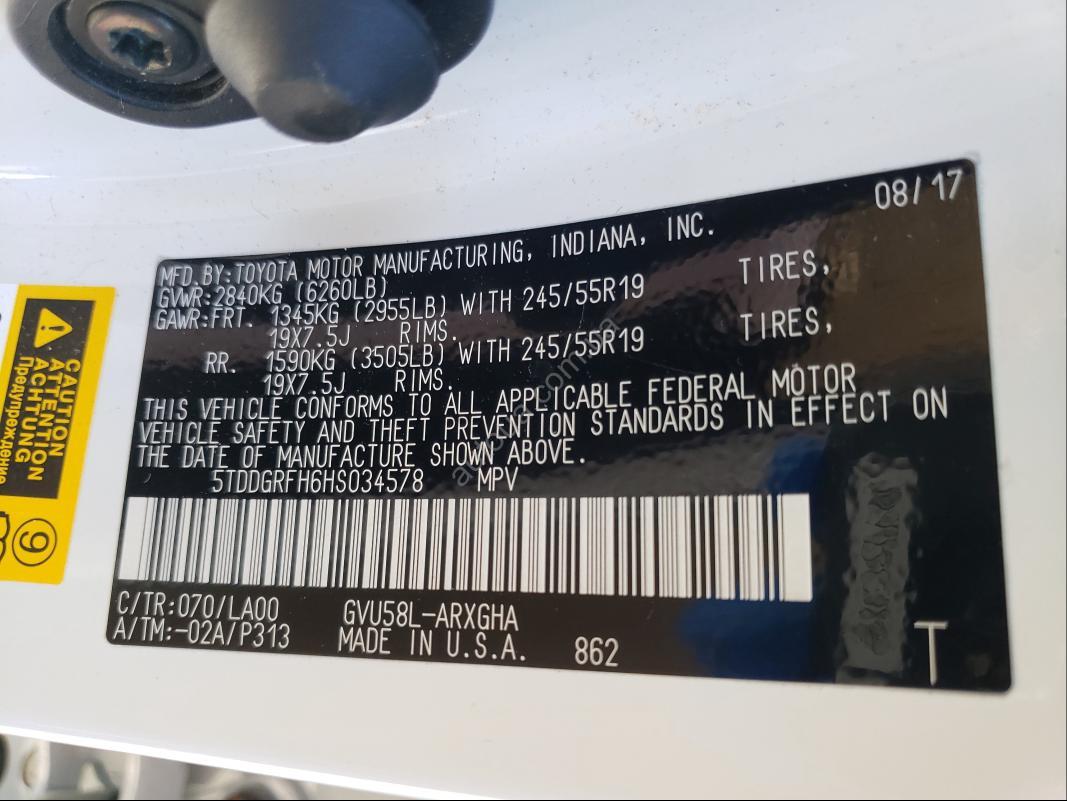 08/17
MFD.BY:TOYOTA MOTOR MANUFACTURING, INDIANA, INC.
GVWR:2840KG (6260LB)
GAWR:FRT. 1345KG (2955LB) WITH 245/55R19 TIRES,
19X7.5J RIMS.
RR. 1590KG (3505LB) WITH 245/55R19 TIRES,
19X7.5J RIMS.
THIS VEHICLE CONFORMS TO ALL APPLICABLE FEDERAL MOTOR
VEHICLE SAFETY AND THEFT PREVENTION STANDARDS IN EFFECT ON
THE DATE OF MANUFACTURE SHOWN ABOVE.
5TDDGRFH6HS034578 MPV
C/TR:070/LA00 GVU58L-ARXGHA
A/TM:-02A/P313 MADE IN U.S.A. 862
T
CAUTION
ATTENTION
ACHTUNG
Предупреждение
9